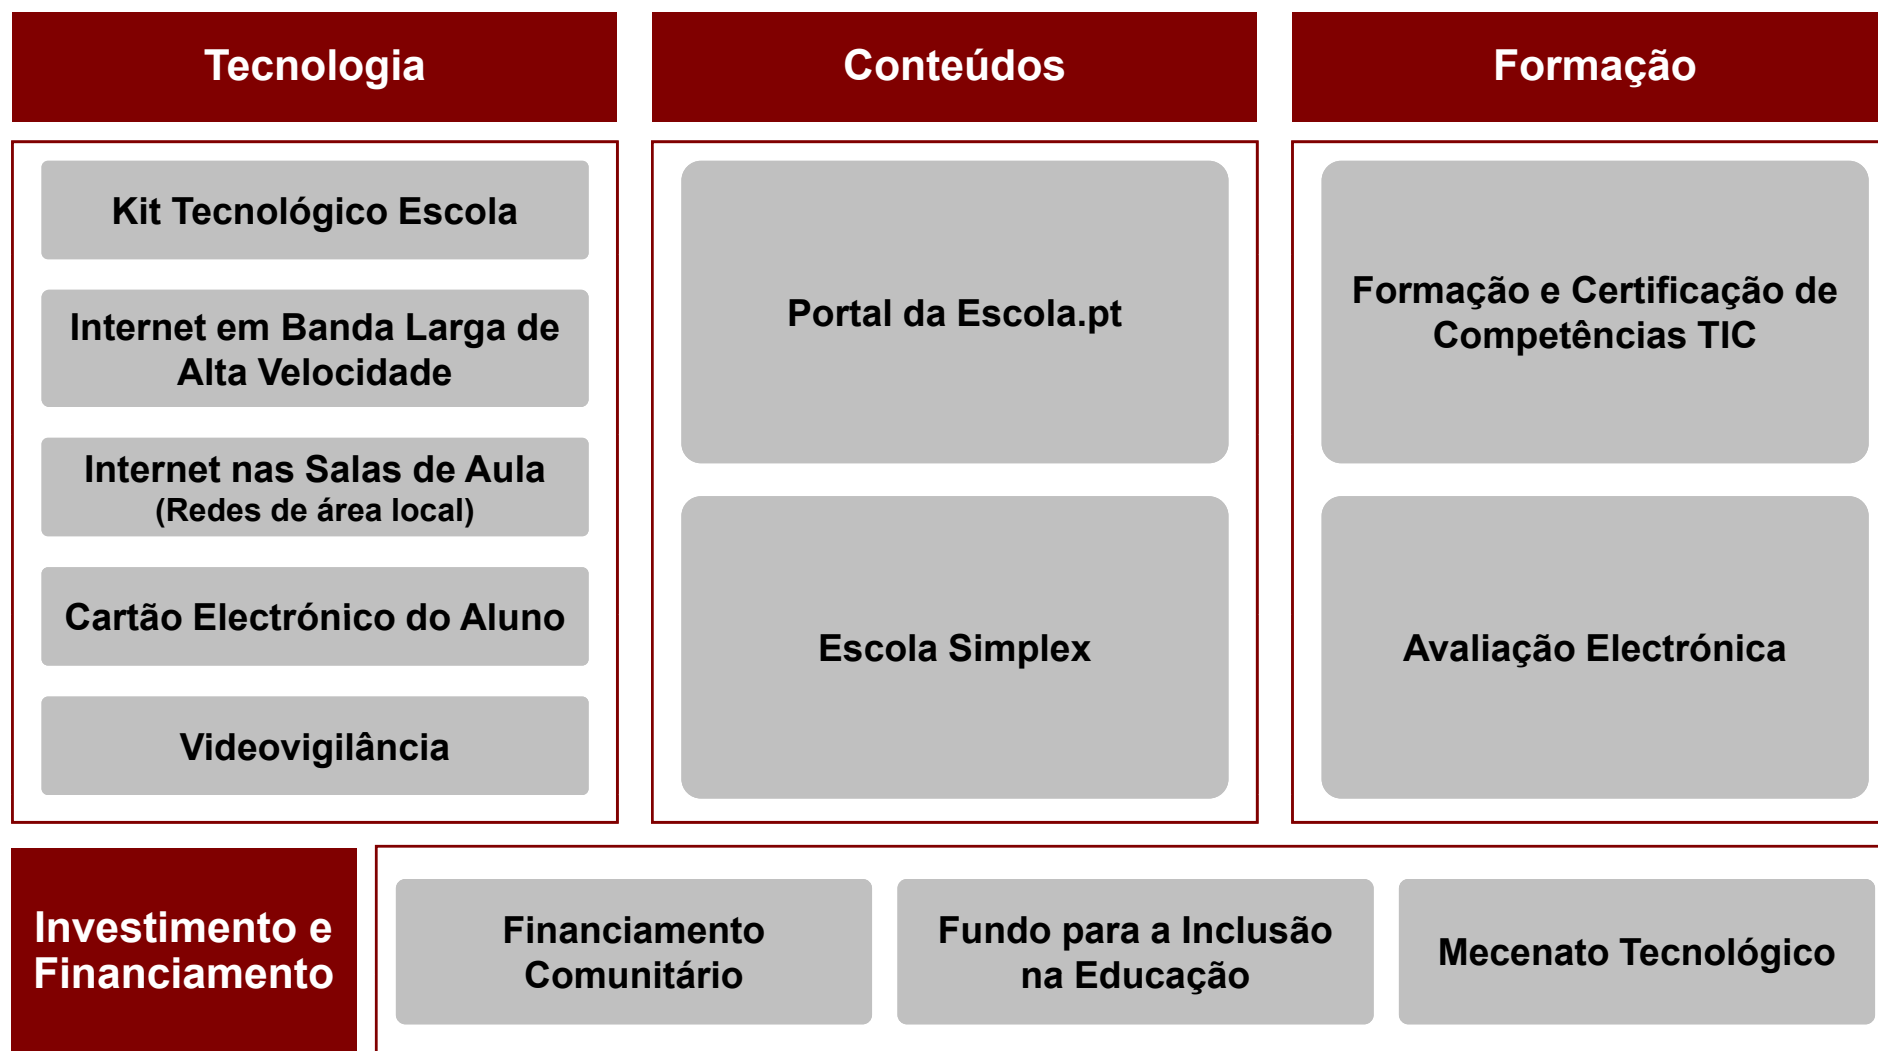 Tecnologia
Kit Tecnológico Escola
Internet em Banda Larga de
Alta Velocidade
Internet nas Salas de Aula
(Redes de área local)
Cartão Electrónico do Aluno
Videovigilância
Conteúdos
Portal da Escola.pt
Escola Simplex
Formação
Formação e Certificação de
Competências TIC
Avaliação Electrónica
Investimento e
Financiamento
Financiamento
Comunitário
Fundo para a Inclusão
na Educação
Mecenato Tecnológico